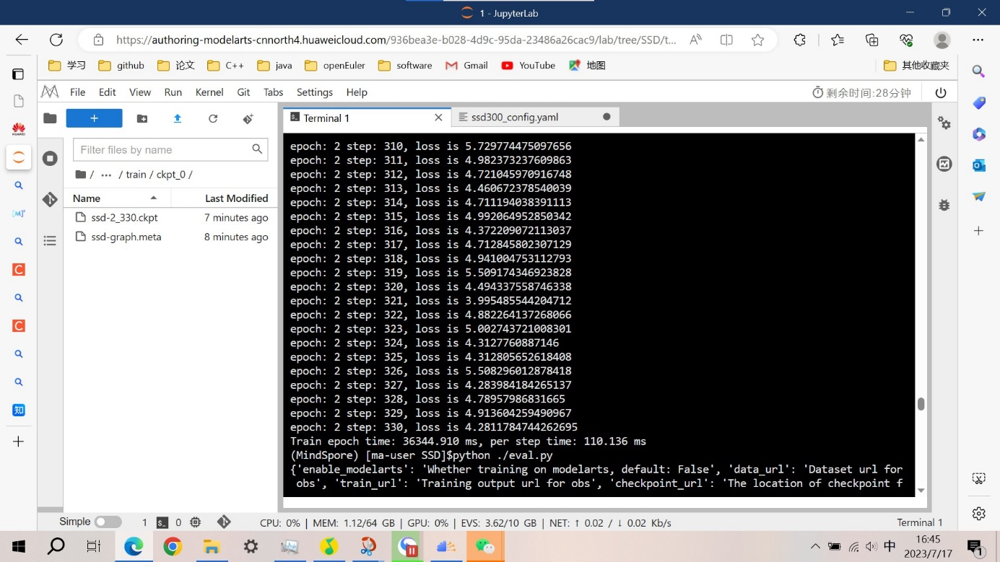 1 - JupyterLab
https://authoring-modelarts-cnnorth4.huaweicloud.com/936bea3e-b028-4d9c-95da-23486a26cac9/lab/tree/SSD/t...
学习 github 论文 C++ java openEuler software Gmail YouTube 地图 其他收藏夹
File Edit View Run Kernel Git Tabs Settings Help 剩余时间:28分钟
Terminal 1 ssd300_config.yaml
Filter files by name
/ ... / train / ckpt_0 /
Name Last Modified
ssd-2_330.ckpt 7 minutes ago
ssd-graph.meta 8 minutes ago
epoch: 2 step: 310, loss is 5.729774475097656
epoch: 2 step: 311, loss is 4.982373237609863
epoch: 2 step: 312, loss is 4.721045970916748
epoch: 2 step: 313, loss is 4.460672378540039
epoch: 2 step: 314, loss is 4.711194038391113
epoch: 2 step: 315, loss is 4.992064952850342
epoch: 2 step: 316, loss is 4.372209072113037
epoch: 2 step: 317, loss is 4.712845802307129
epoch: 2 step: 318, loss is 4.941004753112793
epoch: 2 step: 319, loss is 5.509174346923828
epoch: 2 step: 320, loss is 4.494337558746338
epoch: 2 step: 321, loss is 3.995485544204712
epoch: 2 step: 322, loss is 4.882264137268066
epoch: 2 step: 323, loss is 5.002743721008301
epoch: 2 step: 324, loss is 4.3127760887146
epoch: 2 step: 325, loss is 4.312805652618408
epoch: 2 step: 326, loss is 5.508296012878418
epoch: 2 step: 327, loss is 4.283984184265137
epoch: 2 step: 328, loss is 4.78957986831665
epoch: 2 step: 329, loss is 4.913604259490967
epoch: 2 step: 330, loss is 4.2811784744262695
Train epoch time: 36344.910 ms, per step time: 110.136 ms
(MindSpore) [ma-user SSD]$python ./eval.py
{'enable_modelarts': 'Whether training on modelarts, default: False', 'data_url': 'Dataset url for
obs', 'train_url': 'Training output url for obs', 'checkpoint_url': 'The location of checkpoint f
Simple 1 0 CPU: 0% | MEM: 1.12/64 GB | GPU: 0% | EVS: 3.62/10 GB | NET: ↑ 0.02 / ↓ 0.02 Kb/s Terminal 1
中 16:45
2023/7/17 1